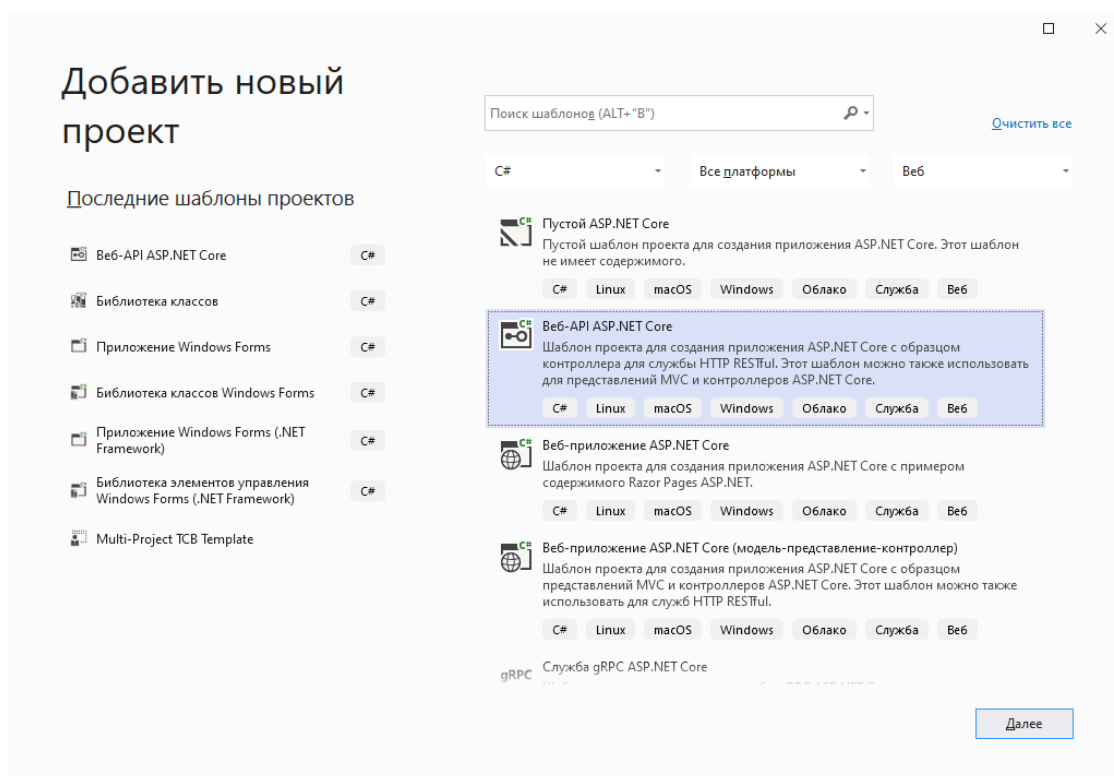 Добавить новый
проект
Последние шаблоны проектов
Веб-API ASP.NET Core
C#
Библиотека классов
C#
Приложение Windows Forms
C#
Библиотека классов Windows Forms
C#
Приложение Windows Forms (.NET
Framework)
C#
Библиотека элементов управления
Windows Forms (.NET Framework)
C#
Multi-Project TCB Template
Поиск шаблонов (ALT+"B")
Очистить все
C#
Все платформы
Веб
Пустой ASP.NET Core
Пустой шаблон проекта для создания приложения ASP.NET Core. Этот шаблон
не имеет содержимого.
C# Linux macOS Windows Облако Служба Веб
Веб-API ASP.NET Core
Шаблон проекта для создания приложения ASP.NET Core с образцом
контроллера для службы HTTP RESTful. Этот шаблон можно также использовать
для представлений MVC и контроллеров ASP.NET Core.
C# Linux macOS Windows Облако Служба Веб
Веб-приложение ASP.NET Core
Шаблон проекта для создания приложения ASP.NET Core с примером
содержимого Razor Pages ASP.NET.
C# Linux macOS Windows Облако Служба Веб
Веб-приложение ASP.NET Core (модель-представление-контроллер)
Шаблон проекта для создания приложения ASP.NET Core с образцом
представлений MVC и контроллеров ASP.NET Core. Этот шаблон можно также
использовать для служб HTTP RESTful.
C# Linux macOS Windows Облако Служба Веб
gRPC
Служба gRPC ASP.NET Core
Далее